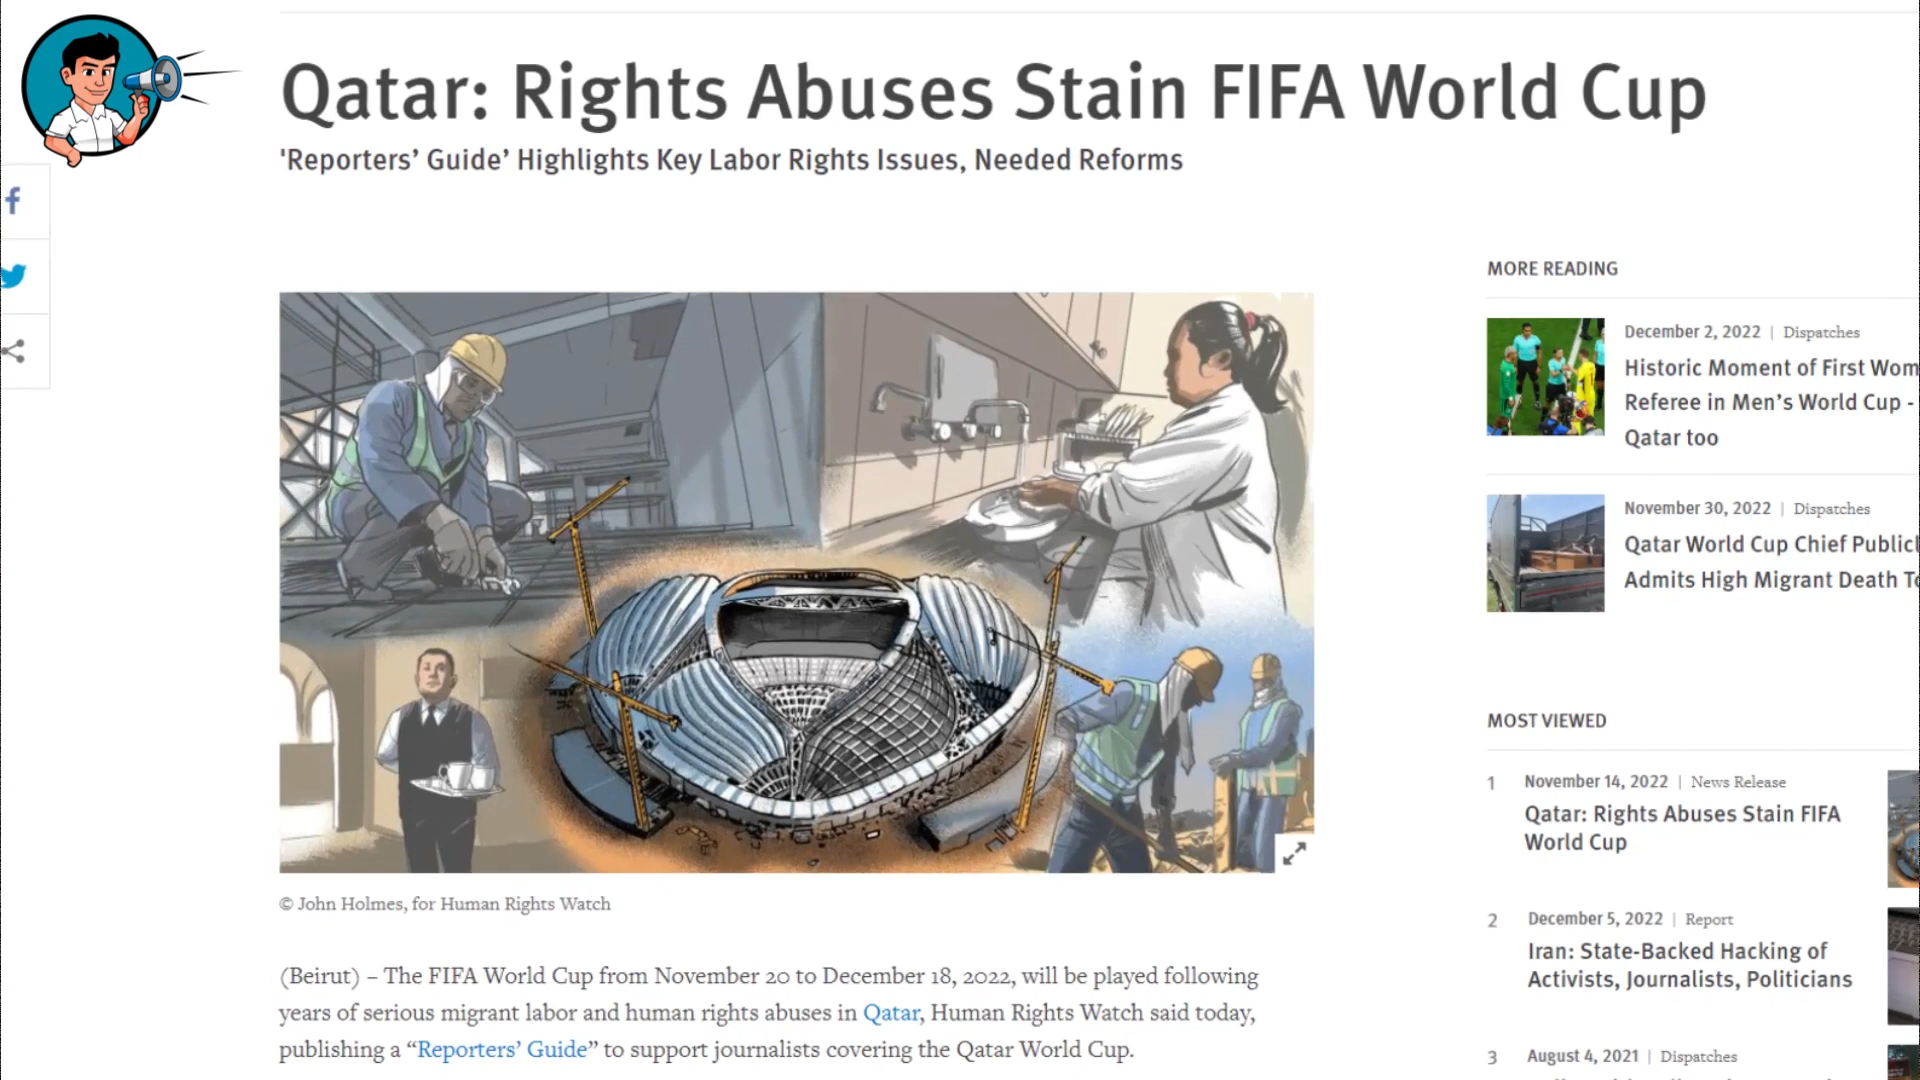 Qatar: Rights Abuses Stain FIFA World Cup
'Reporters’ Guide’ Highlights Key Labor Rights Issues, Needed Reforms
© John Holmes, for Human Rights Watch
(Beirut) – The FIFA World Cup from November 20 to December 18, 2022, will be played following
years of serious migrant labor and human rights abuses in Qatar, Human Rights Watch said today,
publishing a “Reporters’ Guide” to support journalists covering the Qatar World Cup.
MORE READING
December 2, 2022 | Dispatches
Historic Moment of First Wom
Referee in Men’s World Cup -
Qatar too
November 30, 2022 | Dispatches
Qatar World Cup Chief Publicl
Admits High Migrant Death
MOST VIEWED
1 November 14, 2022 | News Release
Qatar: Rights Abuses Stain FIFA
World Cup
2 December 5, 2022 | Report
Iran: State-Backed Hacking of
Activists, Journalists, Politicians
3 August 4, 2021 | Dispatches